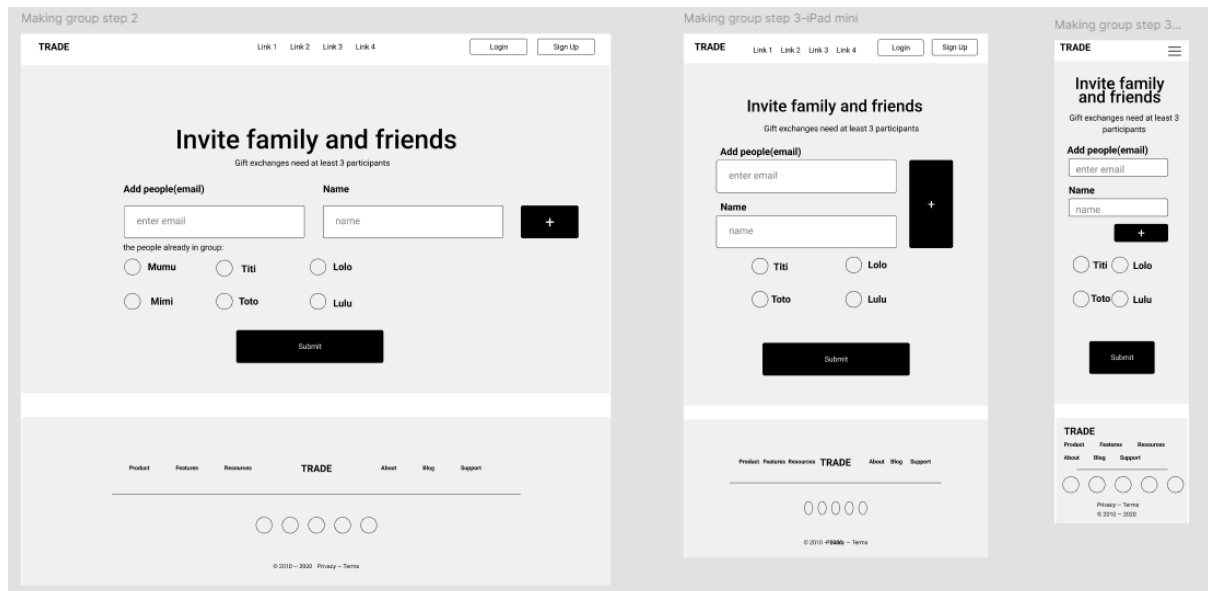 Making group step 2
TRADE
Link 1 Link 2 Link 3 Link 4
Login
Sign Up
Invite family and friends
Gift exchanges need at least 3 participants
Add people(email)
Name
enter email
name
+
the people already in group:
Mumu
Titi
Lolo
Mimi
Toto
Lulu
Submit
Product Features Resources TRADE About Blog Support
© 2010 — 2020 Privacy — Terms
Making group step 3-iPad mini
TRADE
Link 1 Link 2 Link 3 Link 4
Login
Sign Up
Invite family and friends
Gift exchanges need at least 3 participants
Add people(email)
enter email
+
Name
name
Titi
Lolo
Toto
Lulu
Submit
Product Features Resources TRADE About Blog Support
© 2010 — Terms
Making group step 3...
TRADE
Invite family
and friends
Gift exchanges need at least 3
participants
Add people(email)
enter email
Name
name
+
Titi
Lolo
Toto
Lulu
Submit
TRADE
Product Features Resources
About Blog Support
Privacy — Terms
© 2010 — 2020